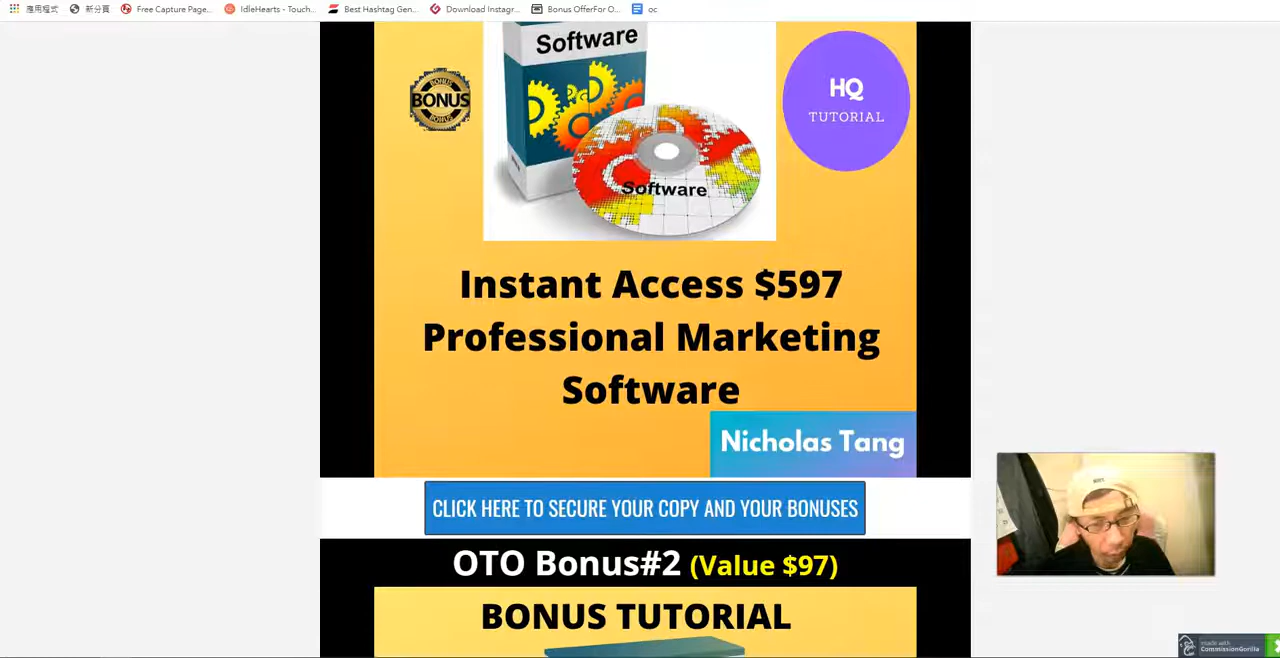 應用程式
新分頁
Free Capture Page...
IdleHearts - Touch...
Best Hashtag Gen...
Download Instagr...
Bonus OfferFor O...
oc
Software
BONUS
BONUS
BONUS
HQ
TUTORIAL
Software
Instant Access $597
Professional Marketing
Software
Nicholas Tang
CLICK HERE TO SECURE YOUR COPY AND YOUR BONUSES
OTO Bonus#2 (Value $97)
BONUS TUTORIAL
made with
CommissionGorilla